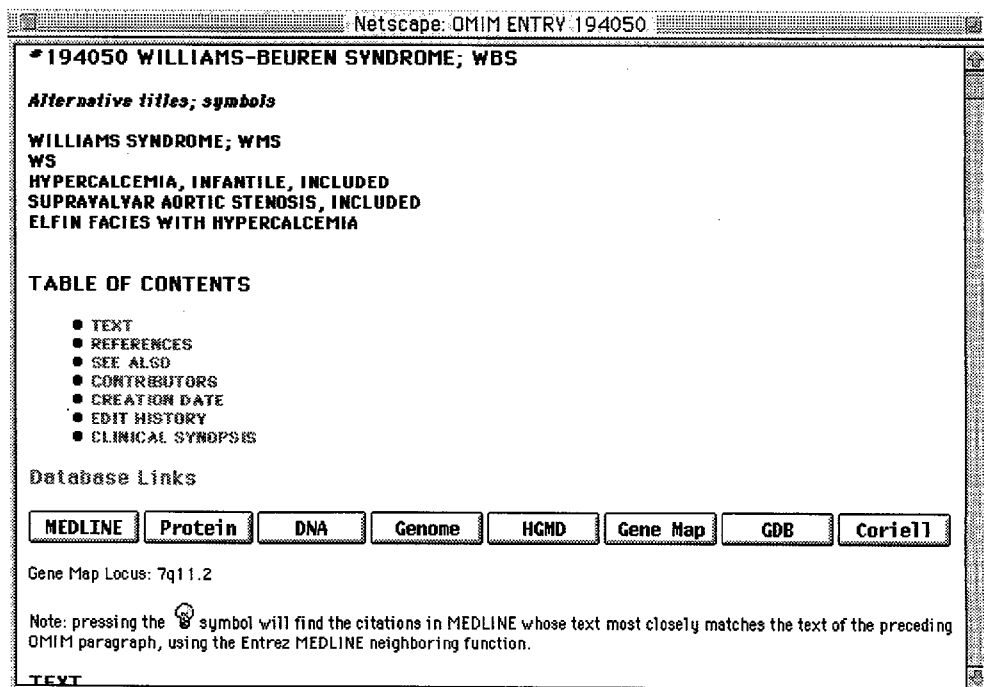 Netscape: OMIM ENTRY 194050
#194050 WILLIAMS-BEUREN SYNDROME; WBS
Alternative titles; symbols
WILLIAMS SYNDROME; WMS
WS
HYPERCALCEMIA, INFANTILE, INCLUDED
SUPRAVALVAR AORTIC STENOSIS, INCLUDED
ELFIN FACIES WITH HYPERCALCEMIA
TABLE OF CONTENTS
● TEXT
● REFERENCES
● SEE ALSO
● CONTRIBUTORS
● CREATION DATE
● EDIT HISTORY
● CLINICAL SYNOPSIS
Database Links
MEDLINE Protein DNA Genome HGMD Gene Map GDB Coriell
Gene Map Locus: 7q11.2
Note: pressing the symbol will find the citations in MEDLINE whose text most closely matches the text of the preceding
OMIM paragraph, using the Entrez MEDLINE neighboring function.
TEXT